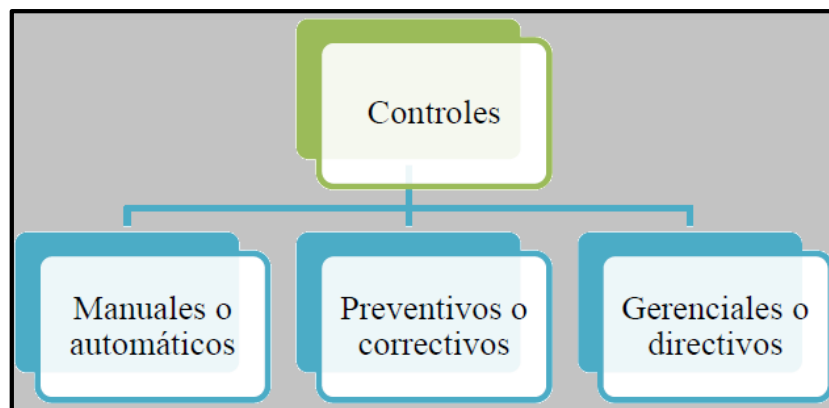 Controles
Manuales o
automáticos
Preventivos o
correctivos
Gerenciales o
directivos